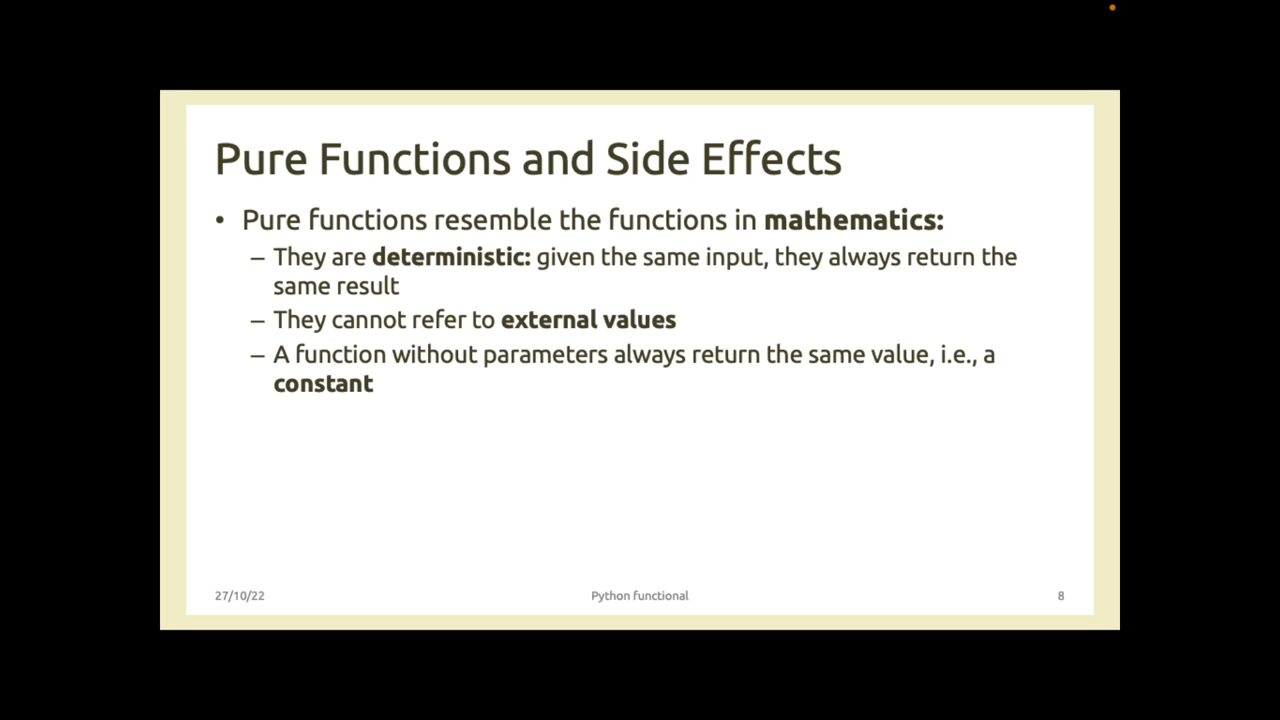 Pure Functions and Side Effects
• Pure functions resemble the functions in mathematics:
– They are deterministic: given the same input, they always return the
same result
– They cannot refer to external values
– A function without parameters always return the same value, i.e., a
constant
27/10/22
Python functional
8